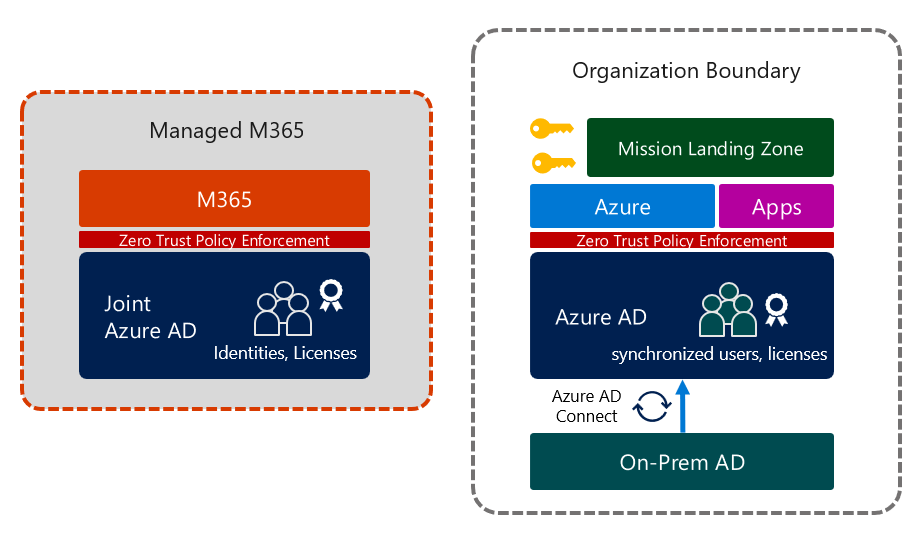 Managed M365
M365
Zero Trust Policy Enforcement
Joint
Azure AD
Identities, Licenses
Organization Boundary
Mission Landing Zone
Azure
Apps
Zero Trust Policy Enforcement
Azure AD
synchronized users, licenses
Azure AD
Connect
On-Prem AD